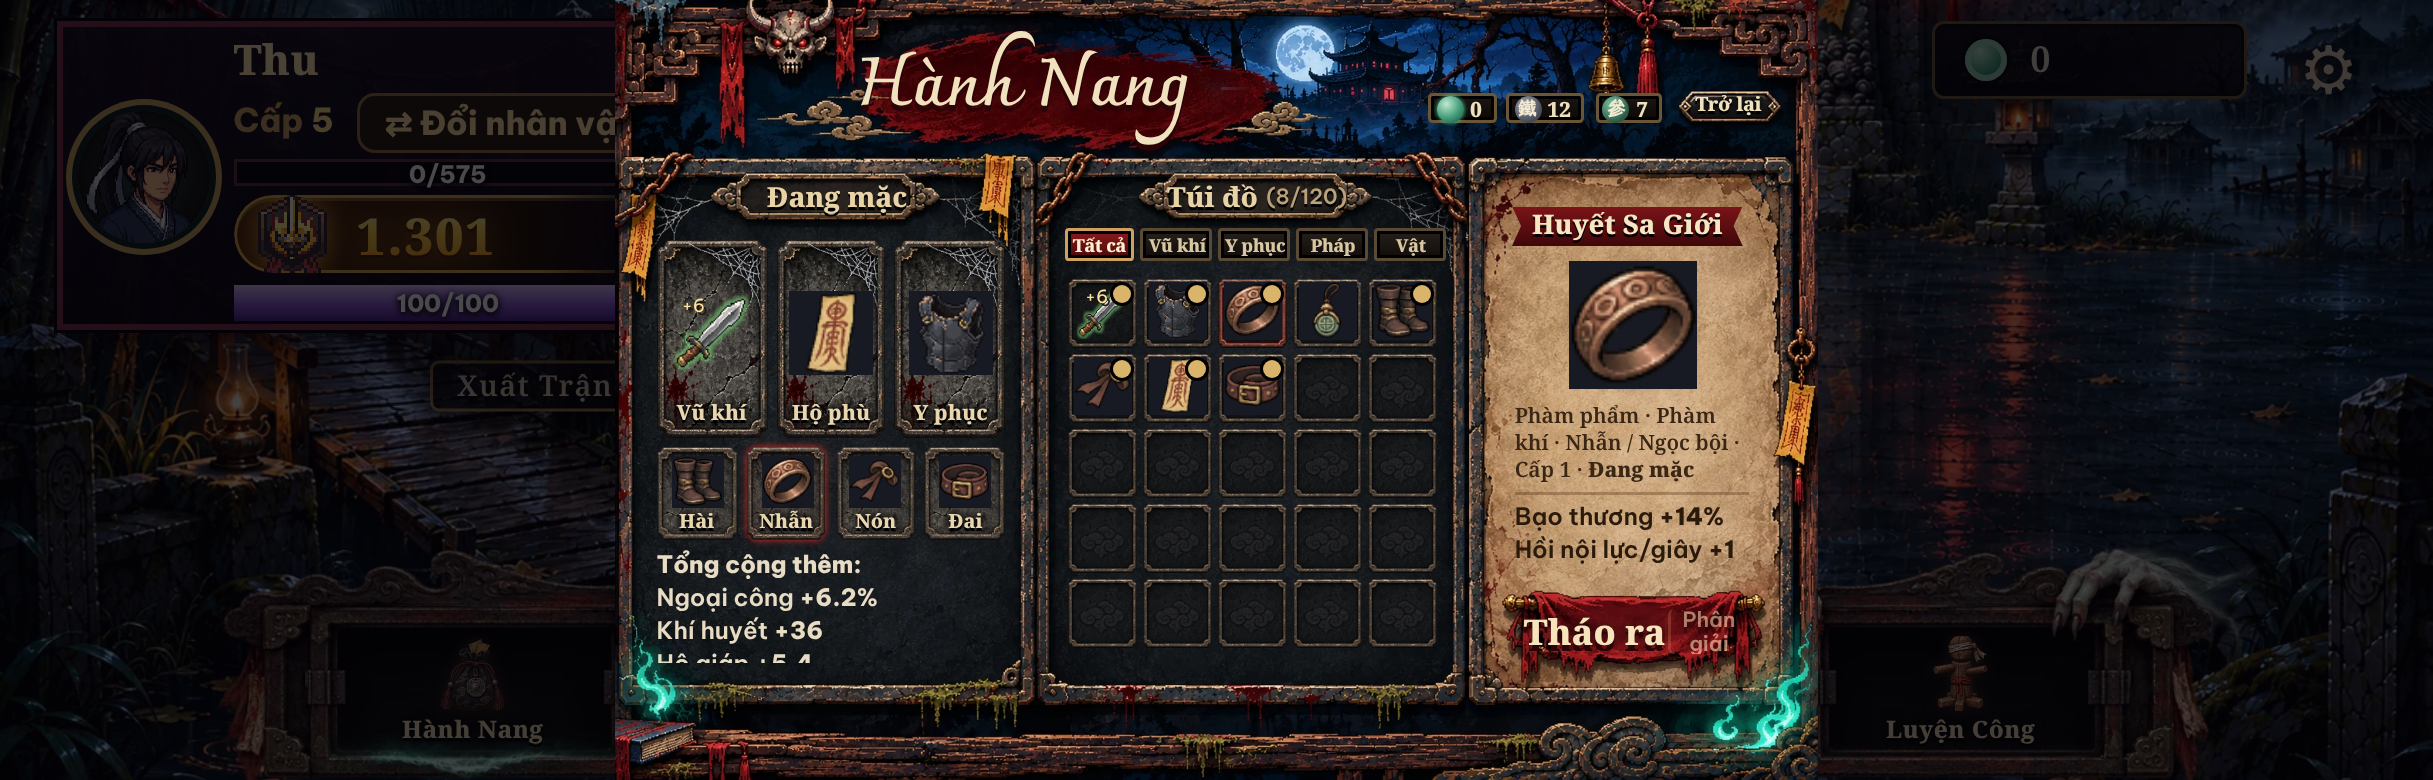 Thu
Cấp 5
⇄ Đổi nhân vậ
0/575
1.301
100/100
Xuất Trận
Hành Nang
Hành Nang
0
鐵 12
參 7
Trở lại
0
Đang mặc
+6
Vũ khí
Hộ phù
Y phục
Hài
Nhẫn
Nón
Đai
Tổng cộng thêm:
Ngoại công +6.2%
Khí huyết +36
Túi đồ (8/120)
Tất cả
Vũ khí
Y phục
Pháp
Vật
+6
Huyết Sa Giới
Phàm phẩm · Phàm
khí · Nhẫn / Ngọc bội ·
Cấp 1 · Đang mặc
Bạo thương +14%
Hồi nội lực/giây +1
Tháo ra
Phân
giải
Luyện Công